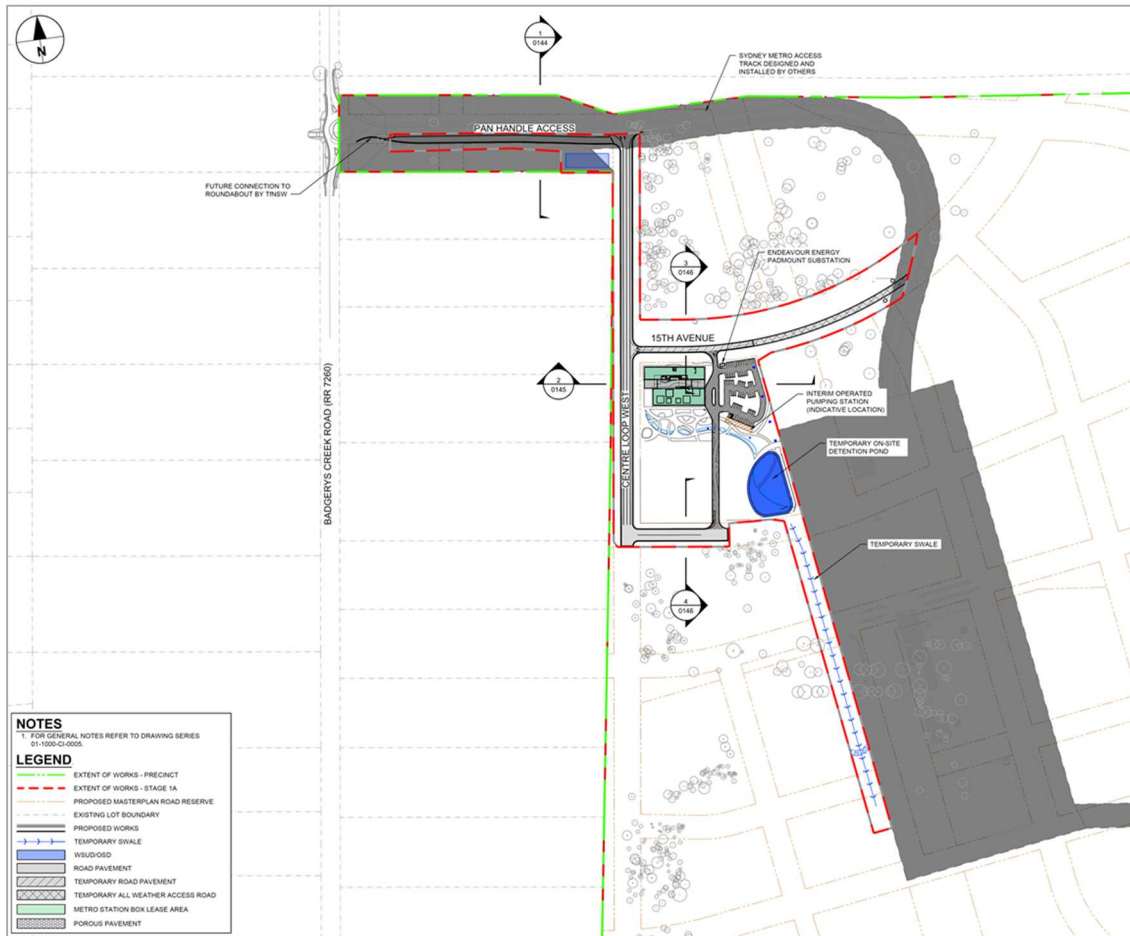 N
1
0144
SYDNEY METRO ACCESS
TRACK DESIGNED AND
INSTALLED BY OTHERS
PAN HANDLE ACCESS
FUTURE CONNECTION TO
ROUNDABOUT BY TfNSW
3
0146
ENDEAVOUR ENERGY
PADMOUNT SUBSTATION
15TH AVENUE
2
0145
BADGERYS CREEK ROAD (RR 7260)
CENTRE LOOP WEST
INTERIM OPERATED
PUMPING STATION
(INDICATIVE LOCATION)
TEMPORARY ON-SITE
DETENTION POND
TEMPORARY SWALE
4
0146
NOTES
1. FOR GENERAL NOTES REFER TO DRAWING SERIES
01-1000-CI-0005.
LEGEND
EXTENT OF WORKS - PRECINCT
EXTENT OF WORKS - STAGE 1A
PROPOSED MASTERPLAN ROAD RESERVE
EXISTING LOT BOUNDARY
PROPOSED WORKS
TEMPORARY SWALE
WSUD/OSD
ROAD PAVEMENT
TEMPORARY ROAD PAVEMENT
TEMPORARY ALL WEATHER ACCESS ROAD
METRO STATION BOX LEASE AREA
POROUS PAVEMENT